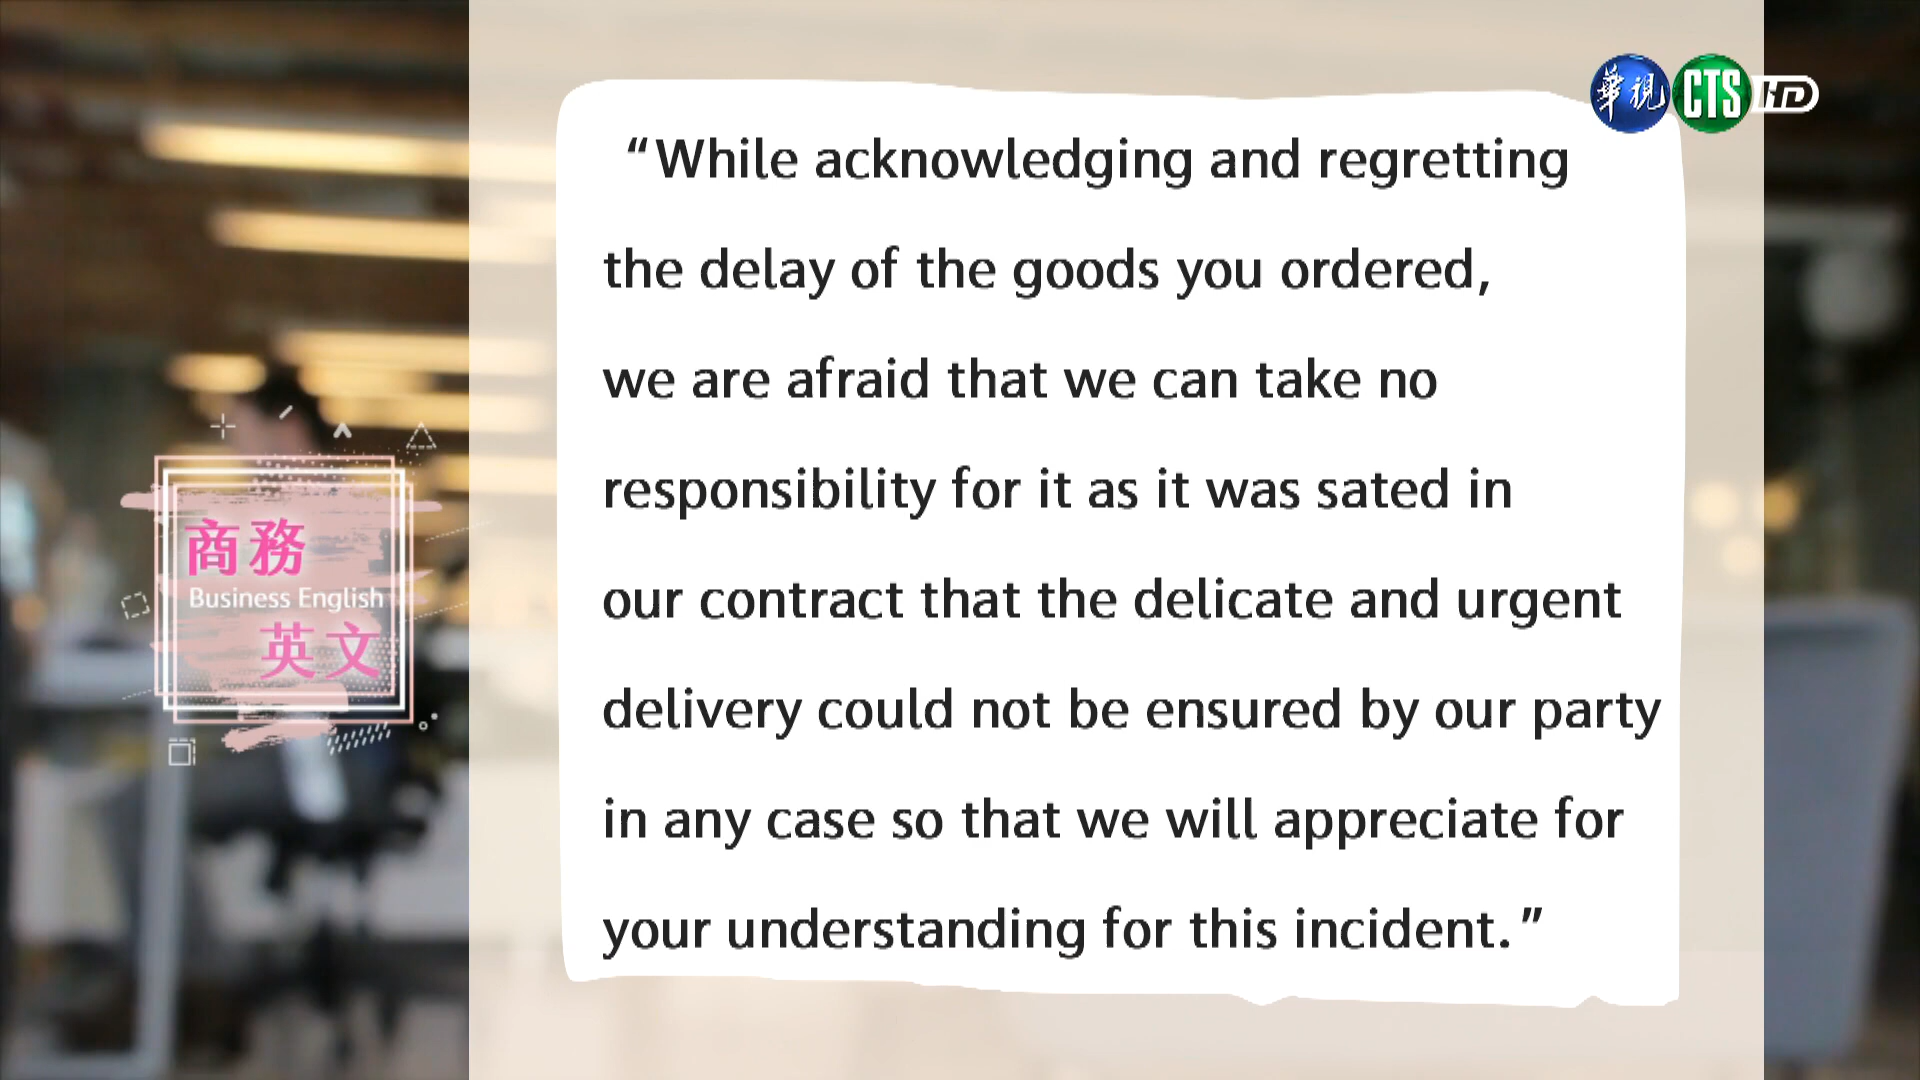 華視 CTS HD
“While acknowledging and regretting
the delay of the goods you ordered,
we are afraid that we can take no
responsibility for it as it was sated in
our contract that the delicate and urgent
delivery could not be ensured by our party
in any case so that we will appreciate for
your understanding for this incident.”
商務
Business English
英文